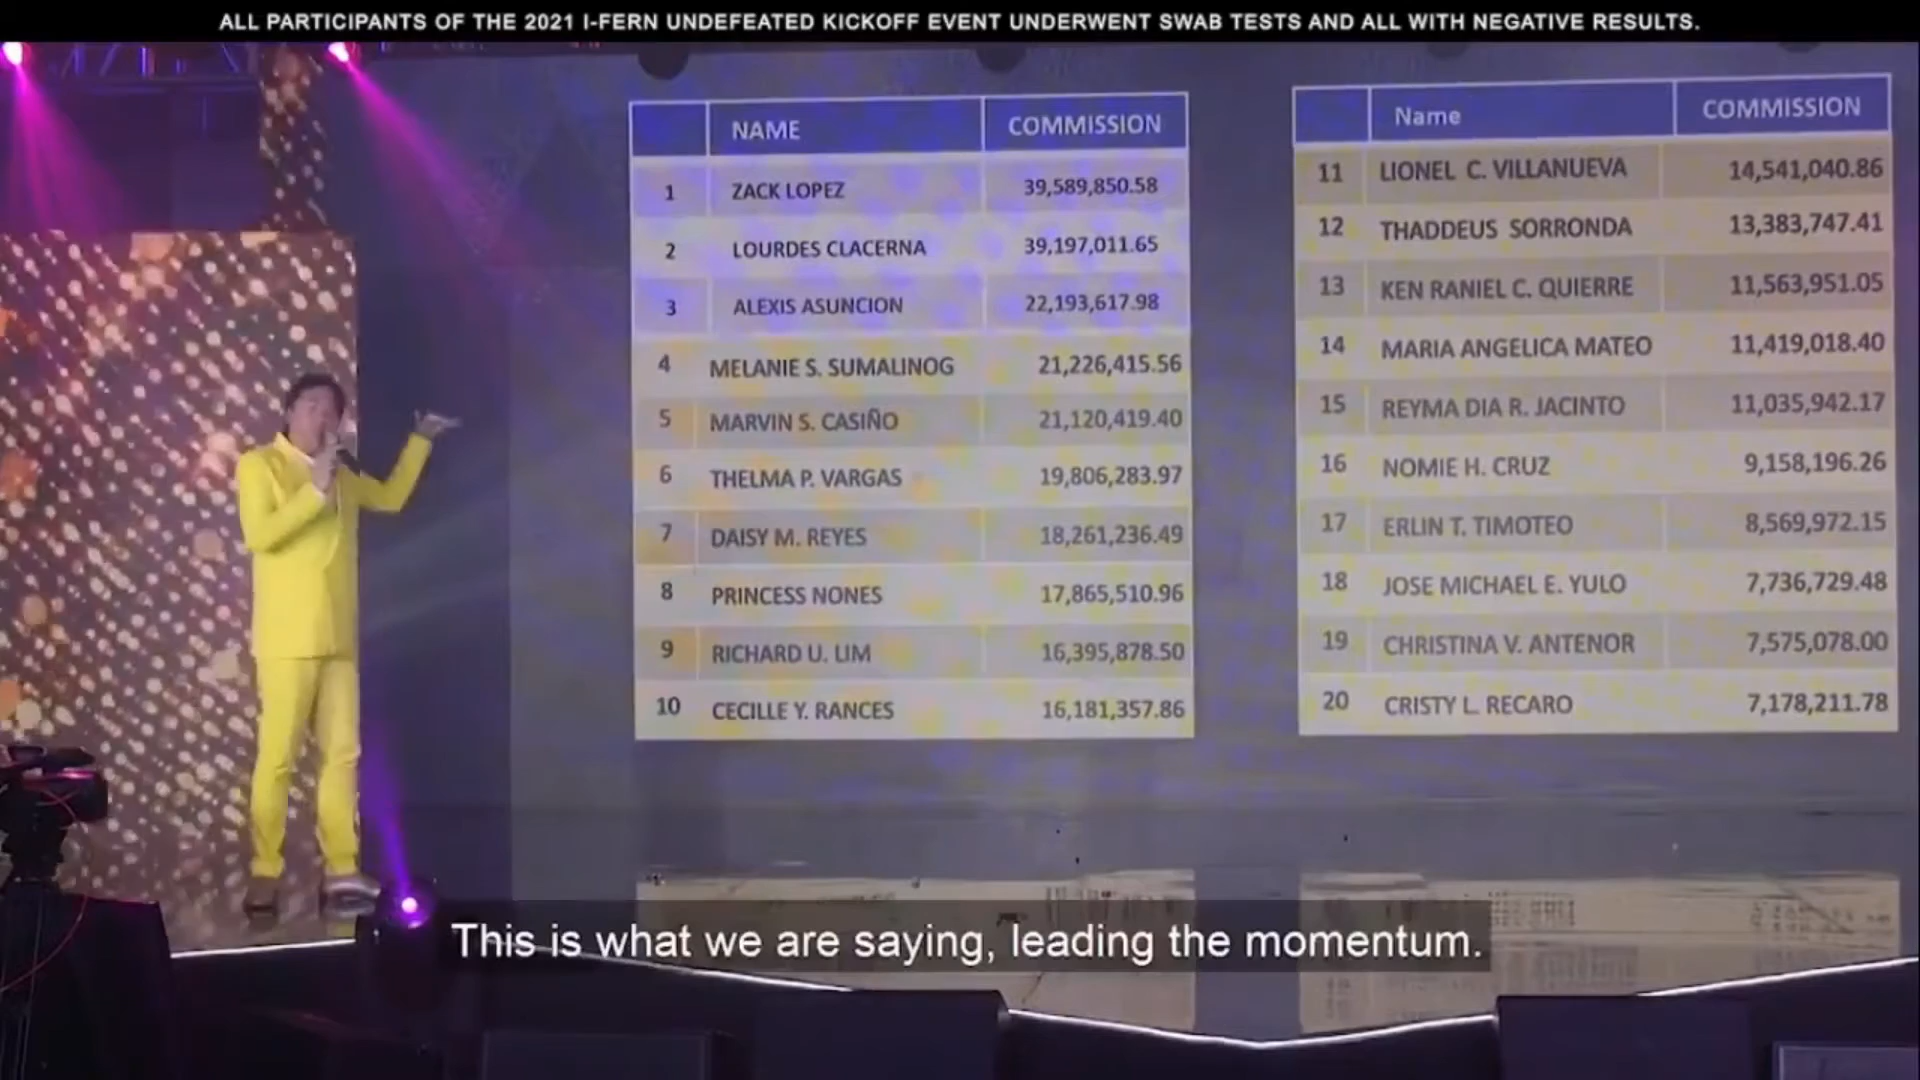 ALL PARTICIPANTS OF THE 2021 I-FERN UNDEFEATED KICKOFF EVENT UNDERWENT SWAB TESTS AND ALL WITH NEGATIVE RESULTS.
NAME COMMISSION
1 ZACK LOPEZ 39,589,850.58
2 LOURDES CLACERNA 39,197,011.65
3 ALEXIS ASUNCION 22,193,617.98
4 MELANIE S. SUMALINOG 21,226,415.56
5 MARVIN S. CASIÑO 21,120,419.40
6 THELMA P. VARGAS 19,806,283.97
7 DAISY M. REYES 18,261,236.49
8 PRINCESS NONES 17,865,510.96
9 RICHARD U. LIM 16,395,878.50
10 CECILLE Y. RANCES 16,181,357.86
Name COMMISSION
11 LIONEL C. VILLANUEVA 14,541,040.86
12 THADDEUS SORRONDA 13,383,747.41
13 KEN RANIEL C. QUIERRE 11,563,951.05
14 MARIA ANGELICA MATEO 11,419,018.40
15 REYMA DIA R. JACINTO 11,035,942.17
16 NOMIE H. CRUZ 9,158,196.26
17 ERLIN T. TIMOTEO 8,569,972.15
18 JOSE MICHAEL E. YULO 7,736,729.48
19 CHRISTINA V. ANTENOR 7,575,078.00
20 CRISTY L. RECARO 7,178,211.78
This is what we are saying, leading the momentum.